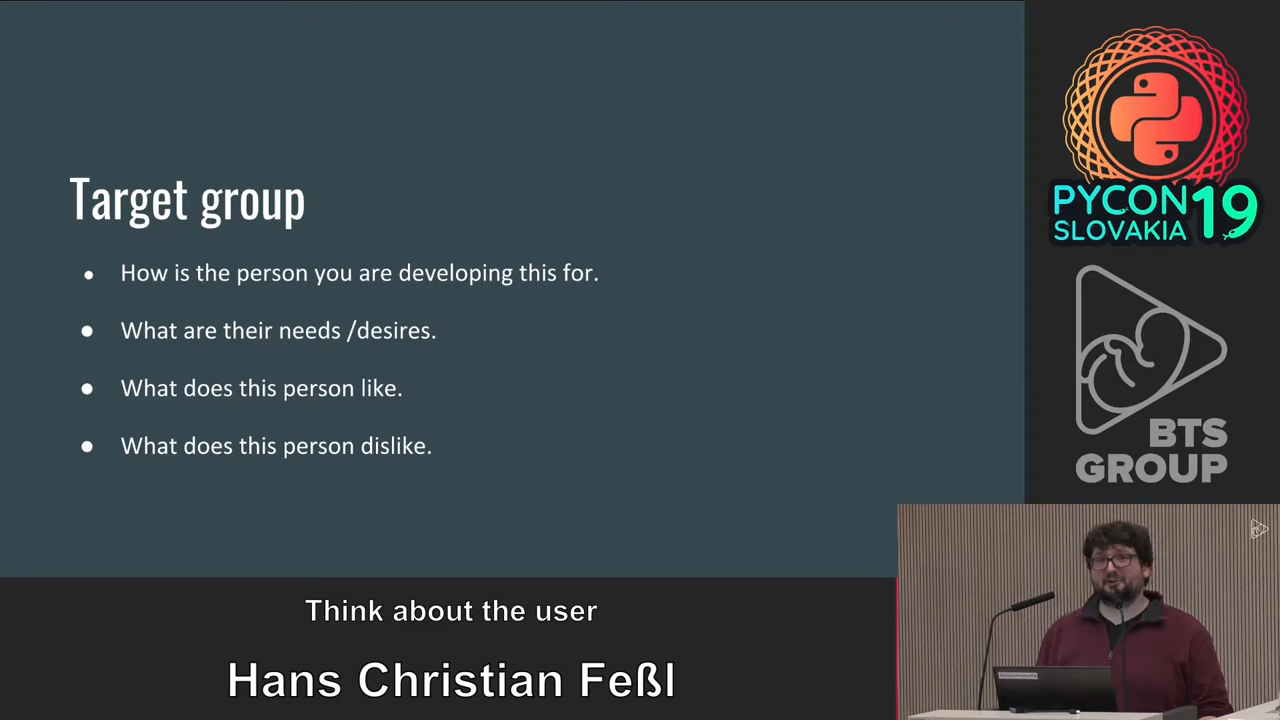 Target group
How is the person you are developing this for.
What are their needs /desires.
What does this person like.
What does this person dislike.
PYCON 19
SLOVAKIA
BTS
GROUP
Think about the user
Hans Christian Feßl